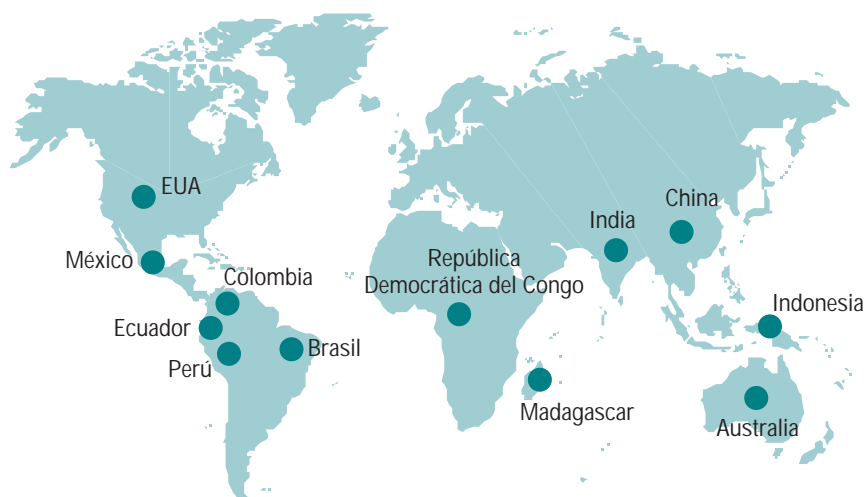 EUA
China
India
México
República
Democrática del Congo
Colombia
Indonesia
Ecuador
Brasil
Perú
Madagascar
Australia